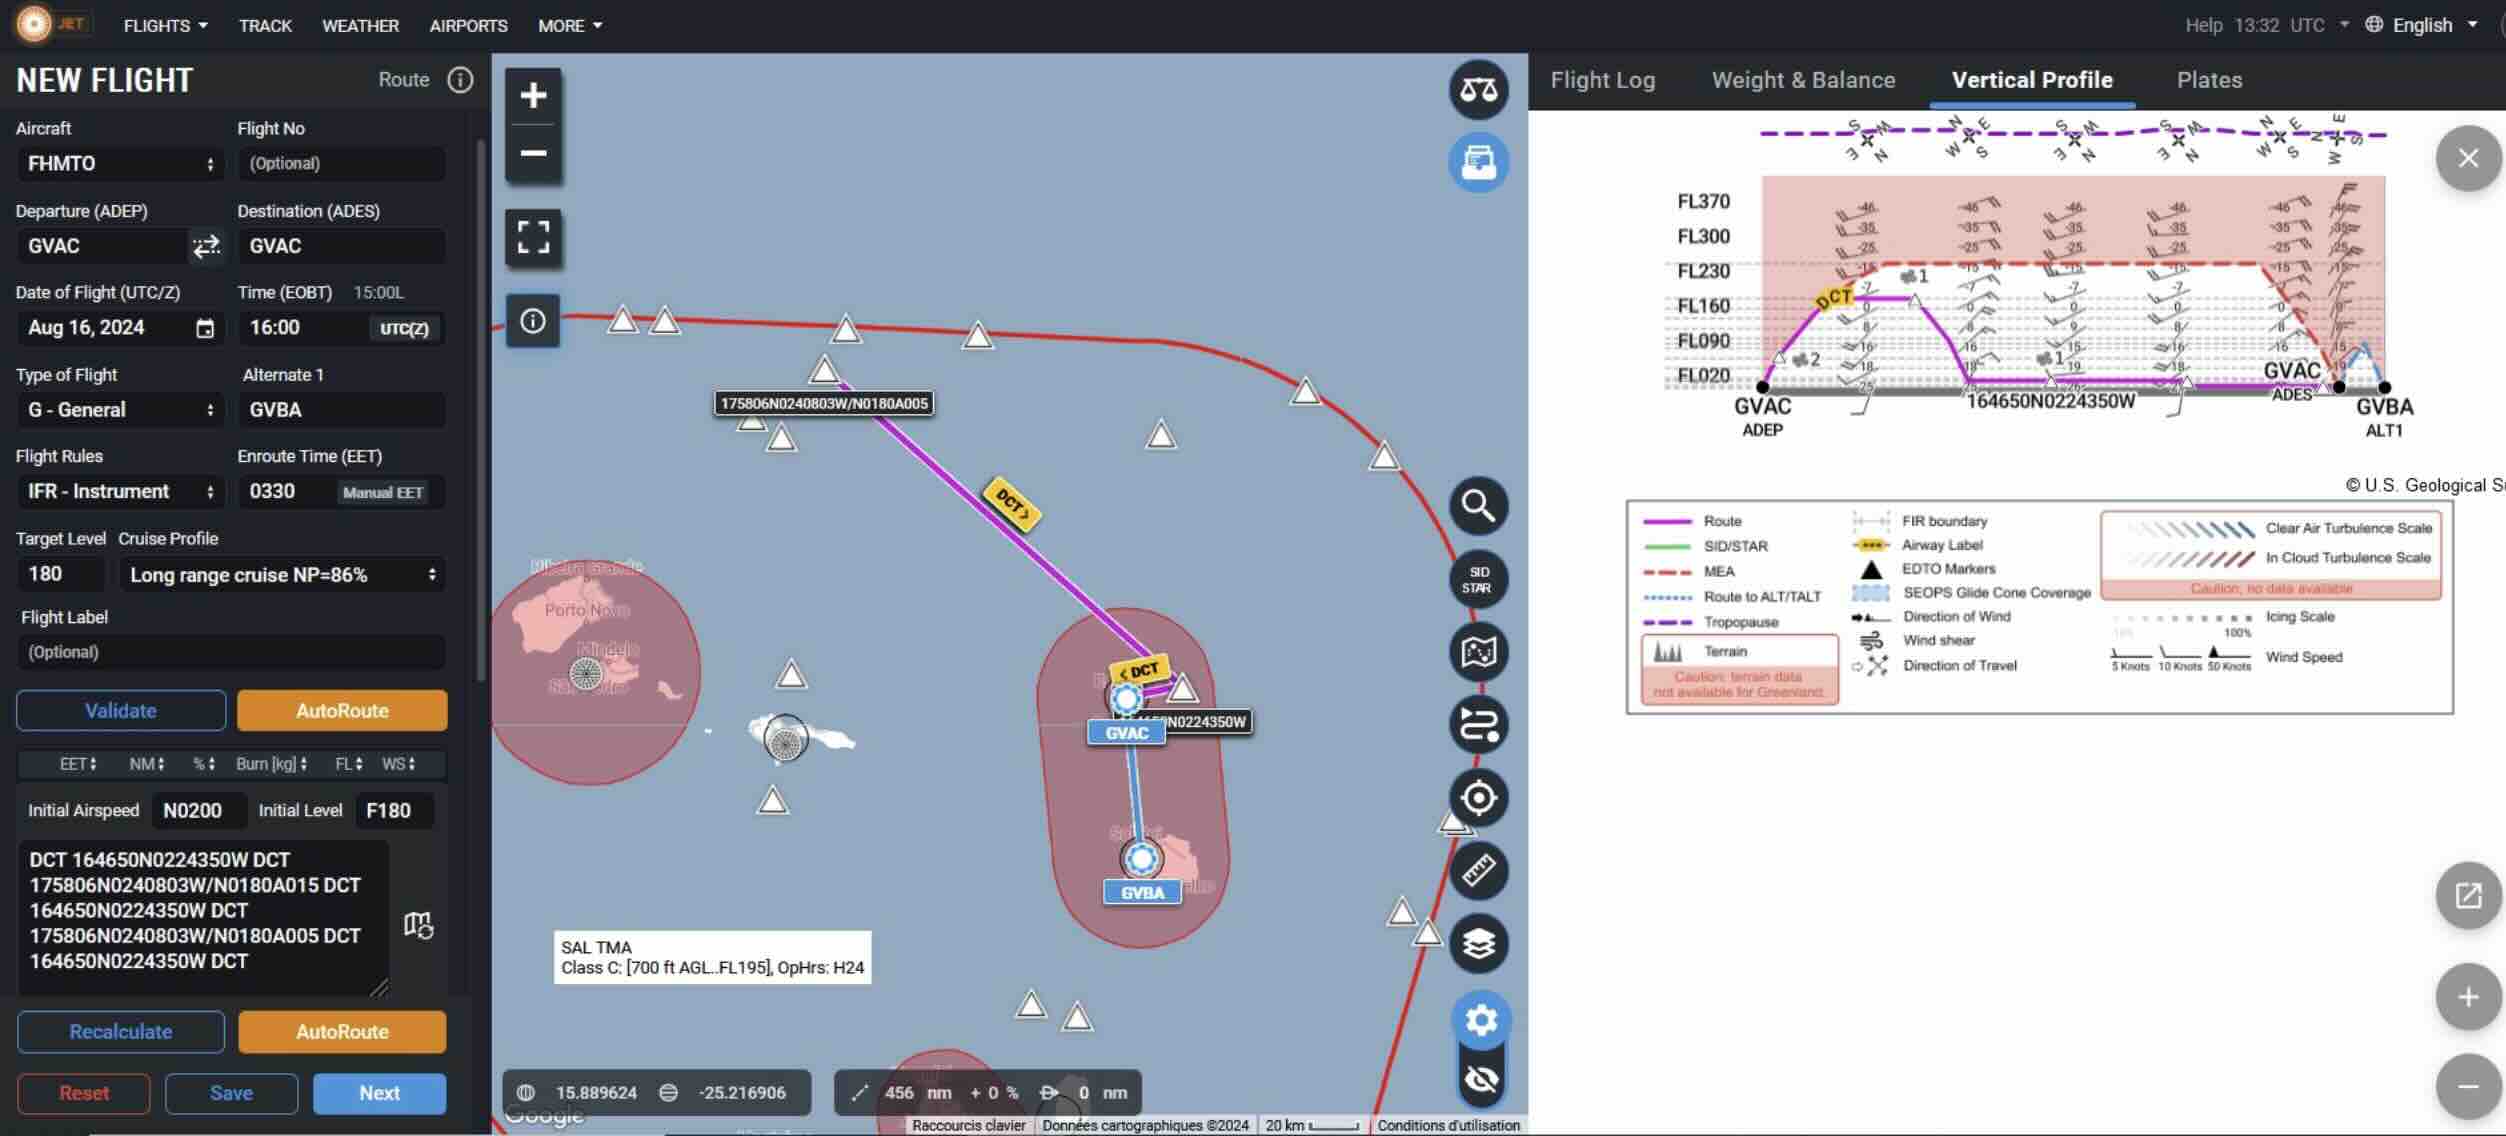 JET FLIGHTS TRACK WEATHER AIRPORTS MORE Help 13:32 UTC English
NEW FLIGHT Route
Aircraft Flight No
FHMTO (Optional)
Departure (ADEP) Destination (ADES)
GVAC GVAC
Date of Flight (UTC/Z) Time (EOBT) 15:00L
Aug 16, 2024 16:00 UTC(Z)
Type of Flight Alternate 1
G - General GVBA
Flight Rules Enroute Time (EET)
IFR - Instrument 0330 Manual EET
Target Level Cruise Profile
180 Long range cruise NP=86%
Flight Label
(Optional)
Validate AutoRoute
EET NM % Burn [kg] FL WS
Initial Airspeed N0200 Initial Level F180
DCT 164650N0224350W DCT
175806N0240803W/N0180A015 DCT
164650N0224350W DCT
175806N0240803W/N0180A005 DCT
164650N0224350W DCT
Recalculate AutoRoute
Reset Save Next
175806N0240803W/N0180A005
DCT
Ribeira Grande
Porto Novo
Mindelo
DCT
N0224350W
GVAC
GVBA
SAL TMA
Class C: [700 ft AGL..FL195], OpHrs: H24
SID
STAR
15.889624 -25.216906 456 nm + 0 % 0 nm
Google
Raccourcis clavier Données cartographiques ©2024 20 km Conditions d'utilisation
Flight Log Weight & Balance Vertical Profile Plates
FL370
FL300
FL230
FL160
FL090
FL020
DCT
1
2
1
GVAC
ADEP
164650N0224350W
GVAC
ADES
GVBA
ALT1
© U.S. Geological S
Route
SID/STAR
MEA
Route to ALT/TALT
Tropopause
Terrain
Caution: terrain data
not available for Greenland.
FIR boundary
Airway Label
EDTO Markers
SEOPS Glide Cone Coverage
Direction of Wind
Wind shear
Direction of Travel
Clear Air Turbulence Scale
In Cloud Turbulence Scale
Caution; no data available
Icing Scale
100%
5 Knots 10 Knots 50 Knots Wind Speed